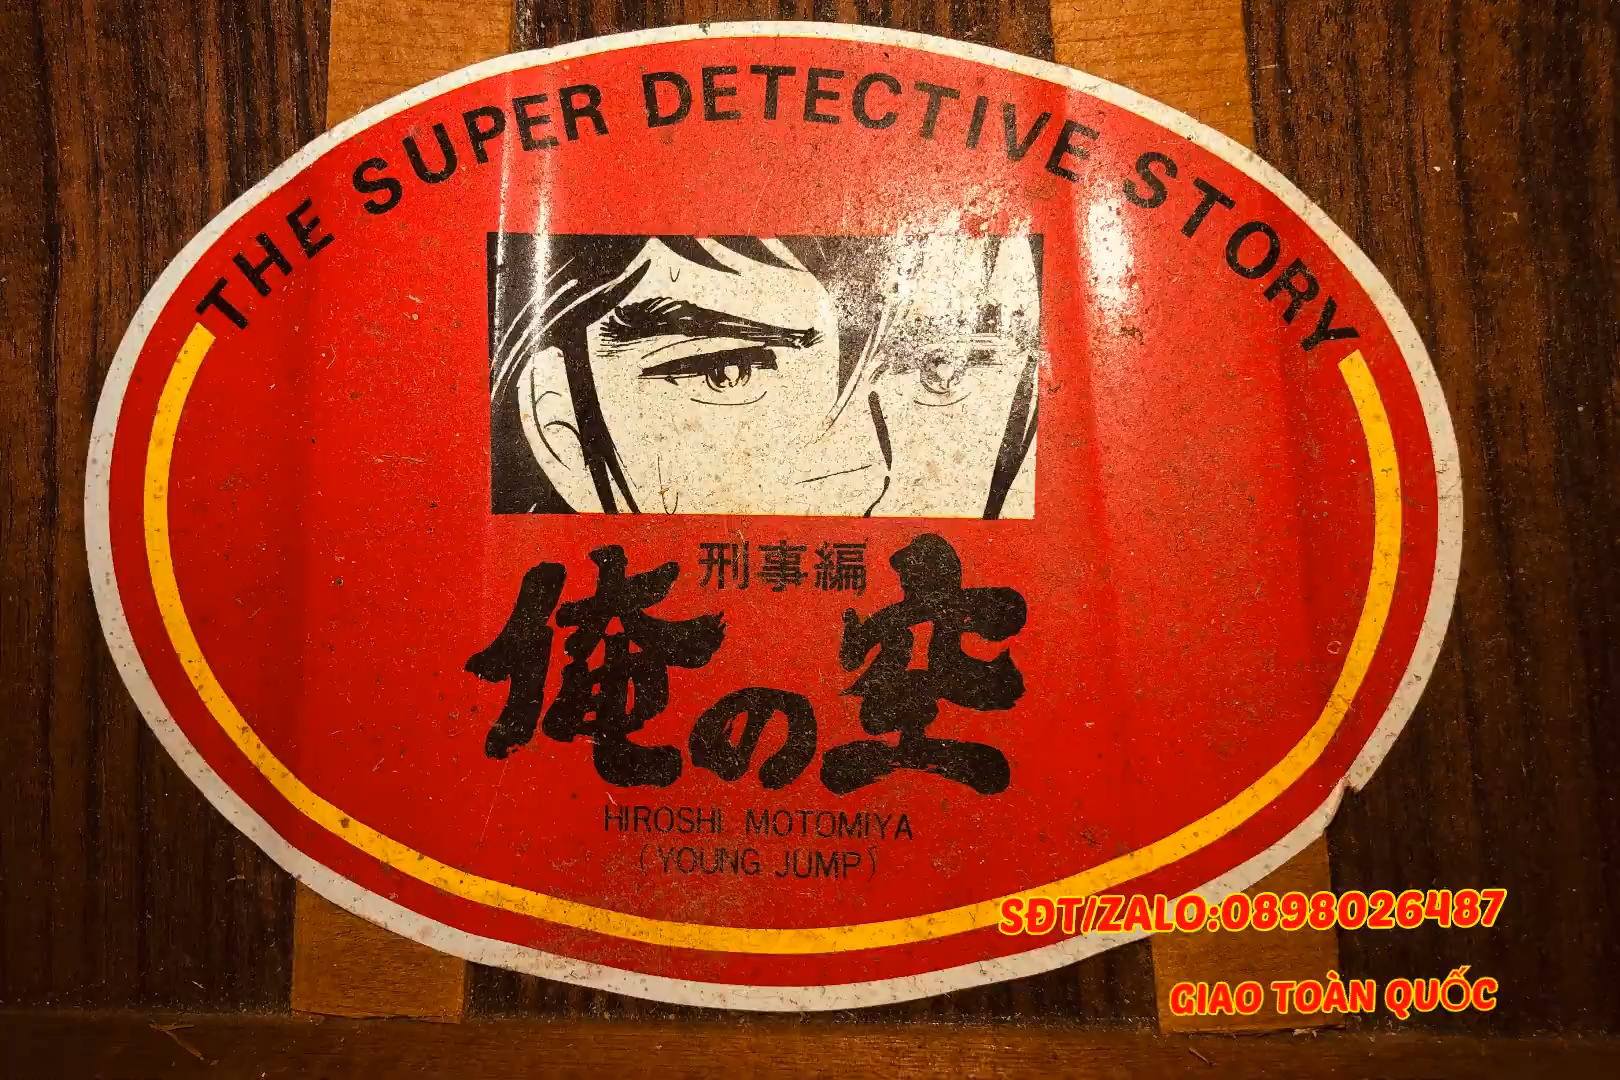 THE SUPER DETECTIVE STORY
刑事編
俺の空
HIROSHI MOTOMIYA
(YOUNG JUMP)
SĐT/ZALO:0898026487
GIAO TOÀN QUỐC